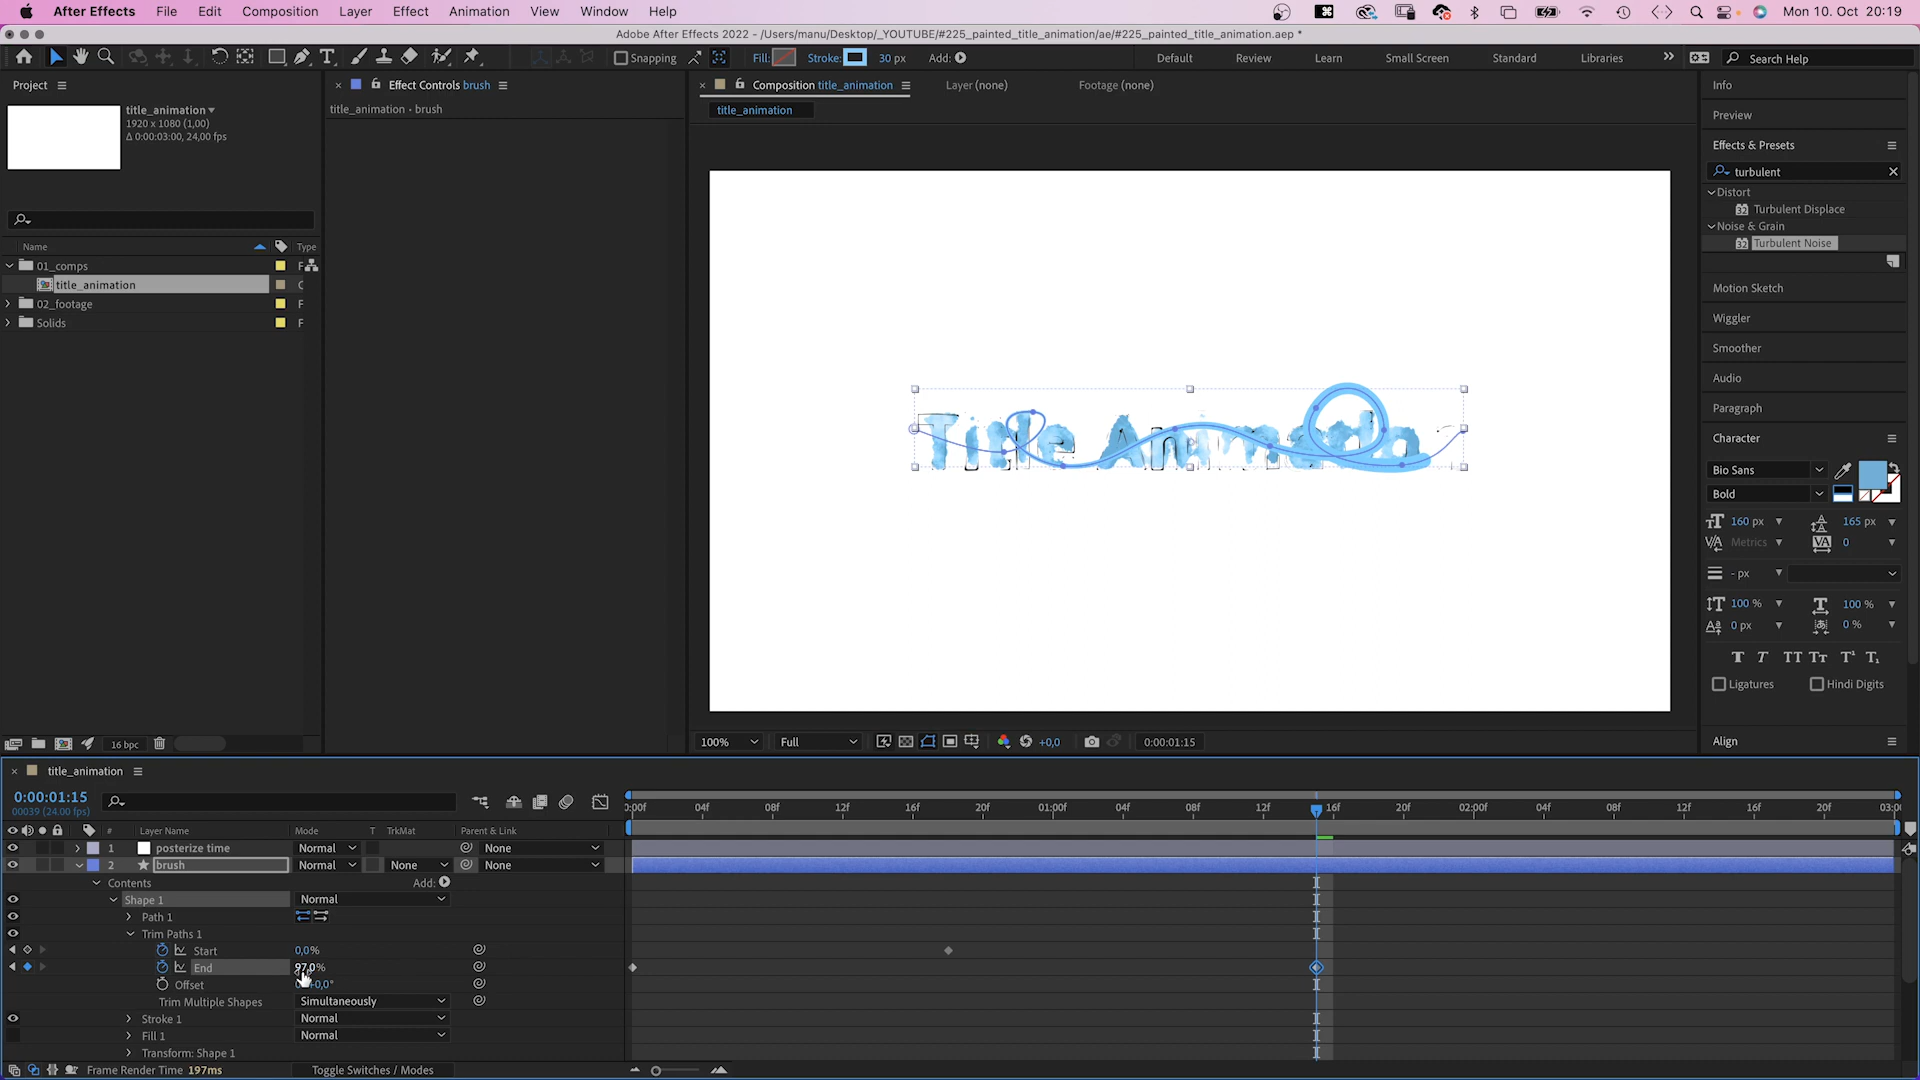 After Effects File Edit Composition Layer Effect Animation View Window Help Mon 10. Oct 20:19
Adobe After Effects 2022 - /Users/manu/Desktop/_YOUTUBE/#225_painted_title_animation/ae/#225_painted_title_animation.aep *
Snapping Fill: Stroke: 30 px Add: Default Review Learn Small Screen Standard Libraries Search Help
Project Effect Controls brush Composition title_animation Layer (none) Footage (none) Info
title_animation
1920 x 1080 (1,00)
Δ 0:00:03:00, 24,00 fps
title_animation • brush
title_animation
Preview
Effects & Presets
turbulent
Distort
Turbulent Displace
Noise & Grain
Turbulent Noise
Name Type
01_comps F
title_animation C
02_footage F
Solids F
Motion Sketch
Wiggler
Smoother
Audio
Paragraph
Character
Bio Sans
Bold
160 px 165 px
Metrics 0
- px
100 % 100 %
0 px 0 %
T T TT Tт T¹ T₁
Ligatures Hindi Digits
Align
Title Animatio
16 bpc
100% Full +0,0 0:00:01:15
title_animation
0:00:01:15
00039 (24.00 fps)
0:00f 04f 08f 12f 16f 20f 01:00f 04f 08f 12f 16f 20f 02:00f 04f 08f 12f 16f 20f 03:0
# Layer Name Mode T TrkMat Parent & Link
1 posterize time Normal None
2 brush Normal None None
Contents Add:
Shape 1 Normal
Path 1
Trim Paths 1
Start 0,0%
End 97,0%
Offset +0,0°
Trim Multiple Shapes Simultaneously
Stroke 1 Normal
Fill 1 Normal
Transform: Shape 1
Frame Render Time 197ms Toggle Switches / Modes